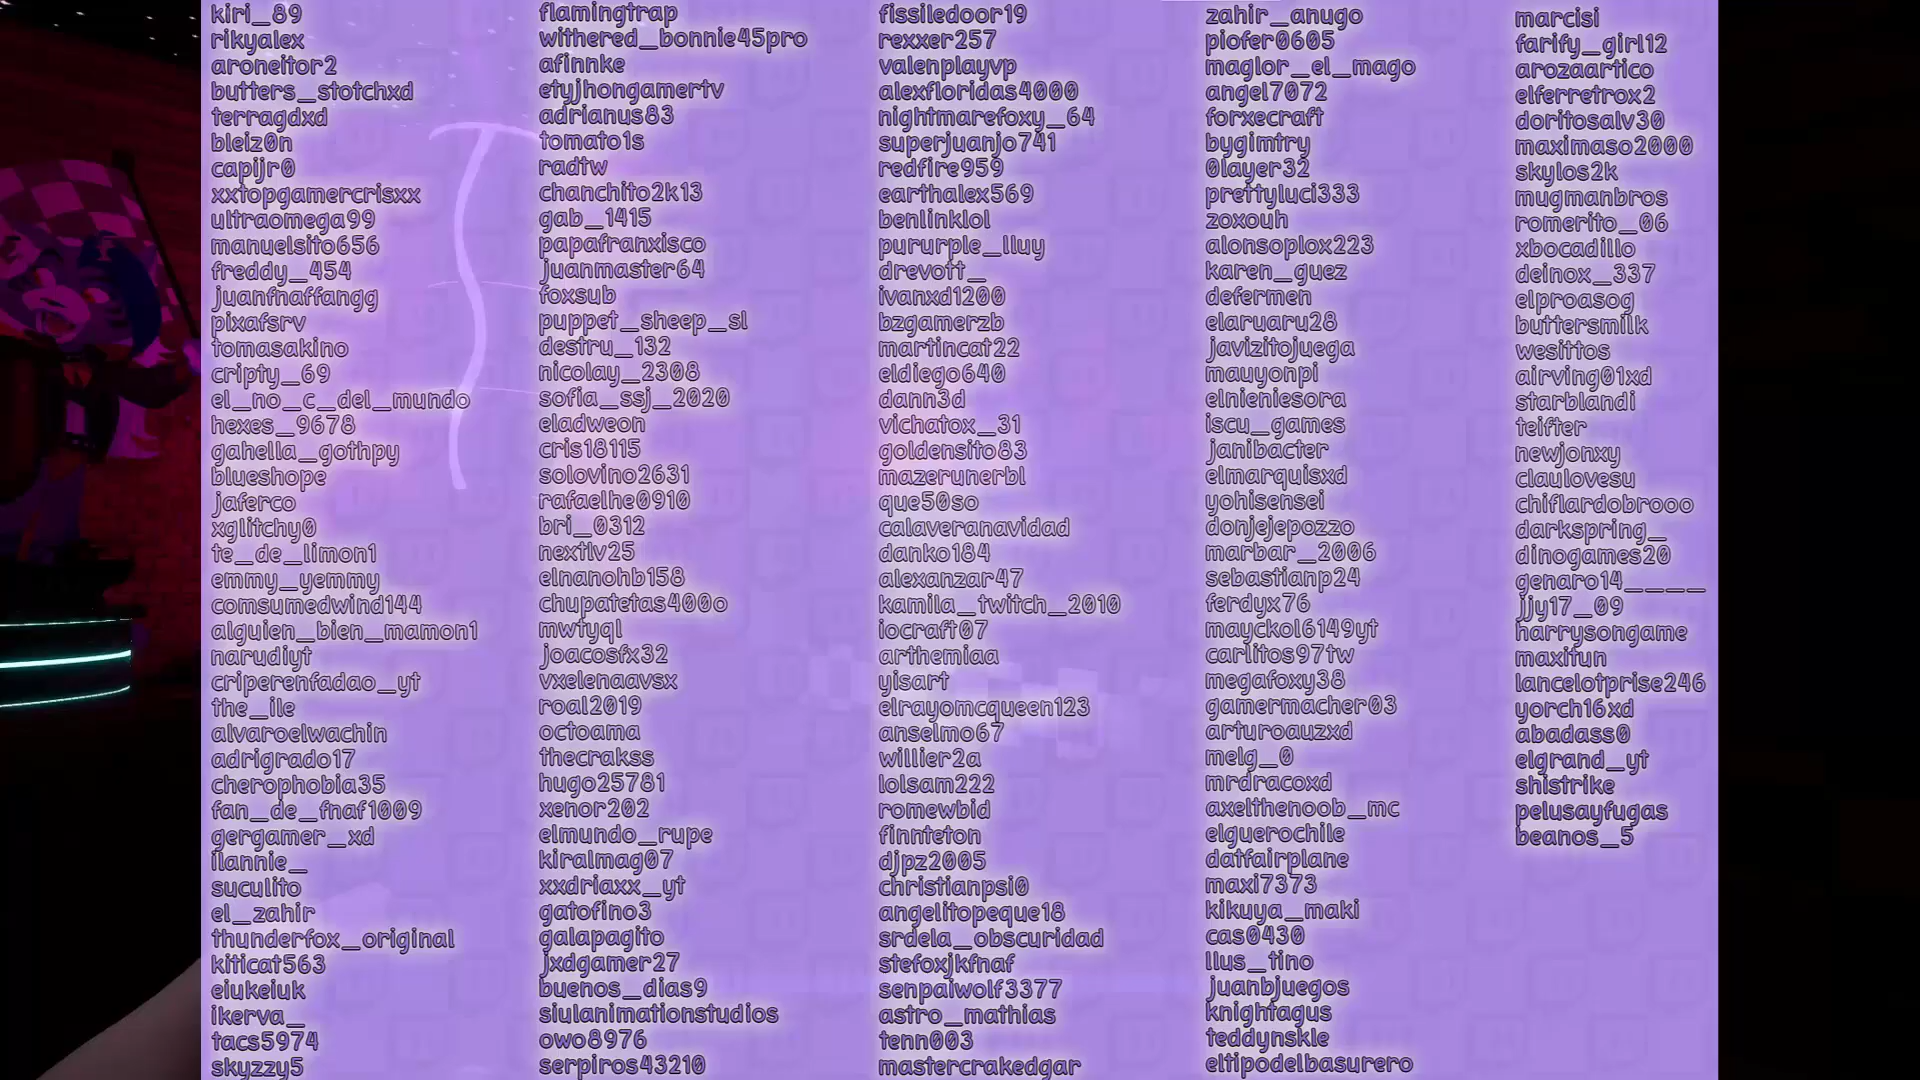 kiri_89
rikyalex
aroneitor2
butters_stotchxd
terragdxd
bleiz0n
capijr0
xxtopgamercrisxx
ultraomega99
manuelsito656
freddy_454
juanfnaffangg
pixafsrv
tomasakino
cripty_69
el_no_c_del_mundo
hexes_9678
gahella_gothpy
blueshope
jaferco
xglitchy0
te_de_limon1
emmy_yemmy
comsumedwind144
alguien_bien_mamon1
narudiyt
criperenfadao_yt
the_ile
alvaroelwachin
adrigrado17
cherophobia35
fan_de_fnaf1009
gergamer_xd
ilannie_
suculito
el_zahir
thunderfox_original
kiticat563
eiukeiuk
ikerva_
tacs5974
skyzzy5
flamingtrap
withered_bonnie45pro
afinnke
etyjhongamertv
adrianus83
tomato1s
radtw
chanchito2k13
gab_1415
papafranxisco
juanmaster64
foxsub
puppet_sheep_sl
destru_132
nicolay_2308
sofia_ssj_2020
eladweon
cris18115
solovino2631
rafaelhe0910
bri_0312
nextlv25
elnanohb158
chupatetas400o
mwtyql
joacosfx32
vxelenaavsx
roal2019
octoama
thecrakss
hugo25781
xenor202
elmundo_rupe
kiralmag07
xxdriaxx_yt
gatofino3
galapagito
jxdgamer27
buenos_dias9
siulanimationstudios
owo8976
serpiros43210
fissiledoor19
rexxer257
valenplayvp
alexfloridas4000
nightmarefoxy_64
superjuanjo741
redfire959
earthalex569
benlinklol
pururple_lluy
drevott_
ivanxd1200
bzgamerzb
martincat22
eldiego640
dann3d
vichatox_31
goldensito83
mazerunerbl
que50so
calaveranavidad
danko184
alexanzar47
kamila_twitch_2010
iocraft07
arthemiaa
yisart
elrayomcqueen123
anselmo67
willier2a
lolsam222
romewbid
finnteton
djpz2005
christianpsi0
angelitopeque18
srdela_obscuridad
stefoxjkfnaf
senpaiwolf3377
astro_mathias
tenn003
mastercrakedgar
zahir_anugo
piofer0605
maglor_el_mago
angel7072
forxecraft
bygimtry
0layer32
prettyluci333
zoxouh
alonsoplox223
karen_guez
defermen
elaruaru28
javizitojuega
mauyonpi
elnieniesora
iscu_games
janibacter
elmarquisxd
yohisensei
donjejepozzo
marbar_2006
sebastianp24
ferdyx76
mayckol6149yt
carlitos97tw
megafoxy38
gamermacher03
arturoauzxd
melg_0
mrdracoxd
axelthenoob_mc
elguerochile
datfairplane
maxi7373
kikuya_maki
cas0430
llus_tino
juanbjuegos
knightagus
teddynskle
eltipodelbasurero
marcisi
farify_girl12
arozaartico
elferretrox2
doritosalv30
maximaso2000
skylos2k
mugmanbros
romerito_06
xbocadillo
deinox_337
elproasog
buttersmilk
wesittos
airving01xd
starblandi
teifter
newjonxy
claulovesu
chiflardobrooo
darkspring_
dinogames20
genaro14____
jjy17_09
harrysongame
maxifun
lancelotprise246
yorch16xd
abadass0
elgrand_yt
shistrike
pelusayfugas
beanos_5